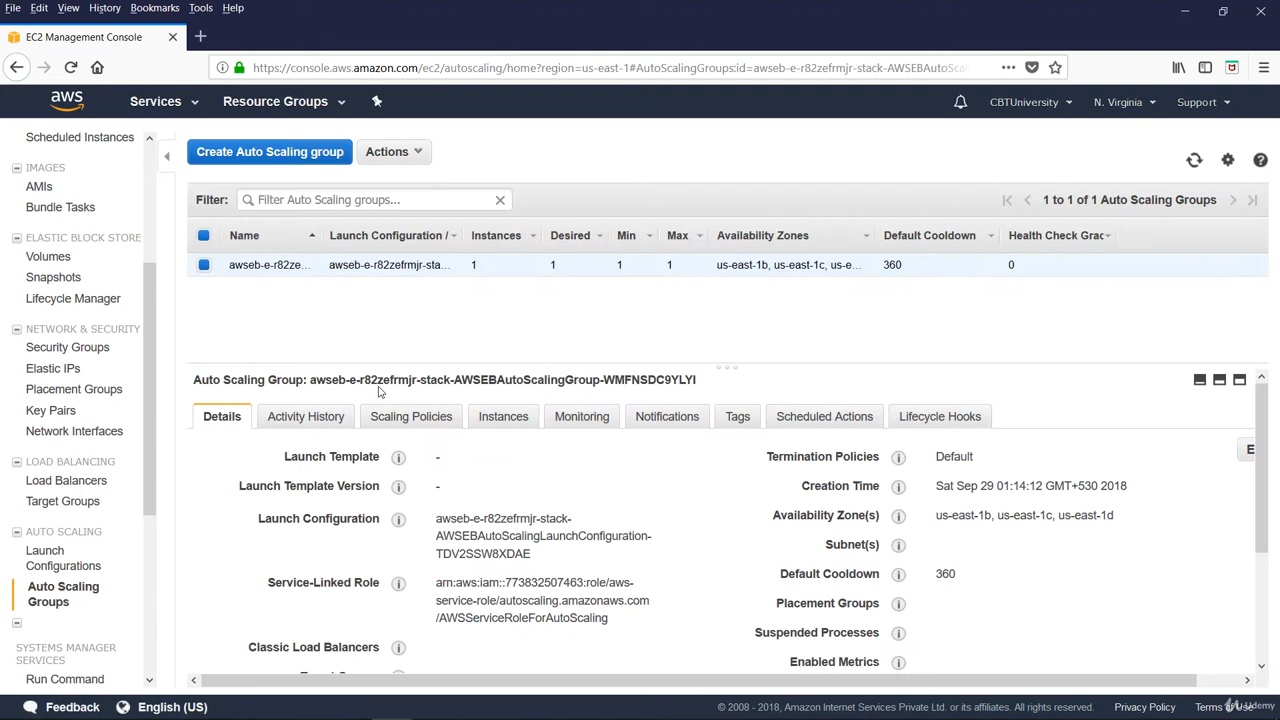 File Edit View History Bookmarks Tools Help
EC2 Management Console
https://console.aws.amazon.com/ec2/autoscaling/home?region=us-east-1#AutoScalingGroups:id=awseb-e-r82zefrmjr-stack-AWSEBAutoSca
aws Services Resource Groups CBTUniversity N. Virginia Support
Scheduled Instances
IMAGES
AMIs
Bundle Tasks
ELASTIC BLOCK STORE
Volumes
Snapshots
Lifecycle Manager
NETWORK & SECURITY
Security Groups
Elastic IPs
Placement Groups
Key Pairs
Network Interfaces
LOAD BALANCING
Load Balancers
Target Groups
AUTO SCALING
Launch
Configurations
Auto Scaling
Groups
SYSTEMS MANAGER
SERVICES
Run Command
Create Auto Scaling group Actions
Filter: Filter Auto Scaling groups... 1 to 1 of 1 Auto Scaling Groups
Name Launch Configuration / Instances Desired Min Max Availability Zones Default Cooldown Health Check Grac
awseb-e-r82ze... awseb-e-r82zefrmjr-sta... 1 1 1 1 us-east-1b, us-east-1c, us-e... 360 0
Auto Scaling Group: awseb-e-r82zefrmjr-stack-AWSEBAutoScalingGroup-WMFNSDC9YLYI
Details Activity History Scaling Policies Instances Monitoring Notifications Tags Scheduled Actions Lifecycle Hooks
E
Launch Template -
Launch Template Version -
Launch Configuration awseb-e-r82zefrmjr-stack-
AWSEBAutoScalingLaunchConfiguration-
TDV2SSW8XDAE
Service-Linked Role arn:aws:iam::773832507463:role/aws-
service-role/autoscaling.amazonaws.com
/AWSServiceRoleForAutoScaling
Classic Load Balancers
Termination Policies Default
Creation Time Sat Sep 29 01:14:12 GMT+530 2018
Availability Zone(s) us-east-1b, us-east-1c, us-east-1d
Subnet(s)
Default Cooldown 360
Placement Groups
Suspended Processes
Enabled Metrics
Feedback English (US) © 2008 - 2018, Amazon Internet Services Private Ltd. or its affiliates. All rights reserved. Privacy Policy Terms of Use
Udemy